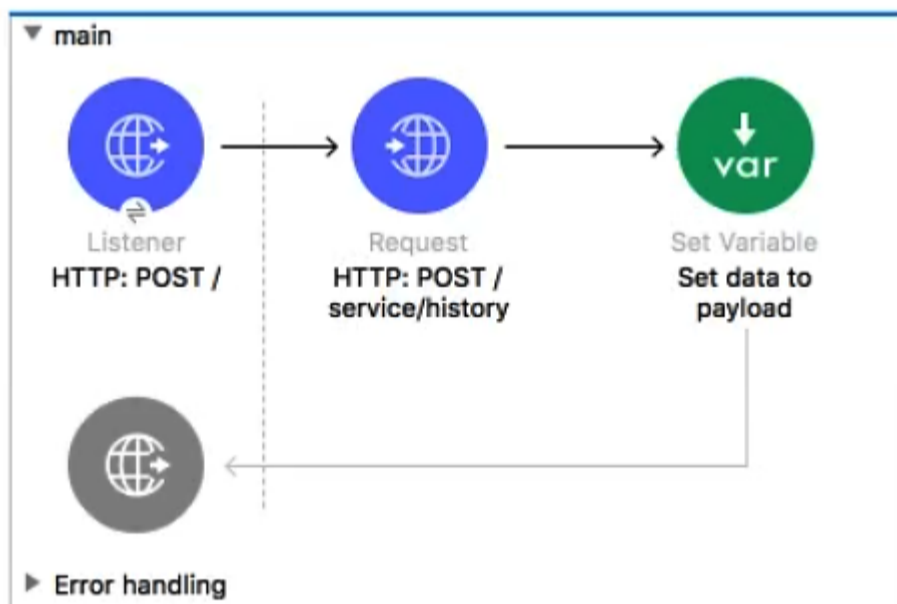 main
var
Listener
HTTP: POST /
Request
HTTP: POST /
service/history
Set Variable
Set data to
payload
Error handling